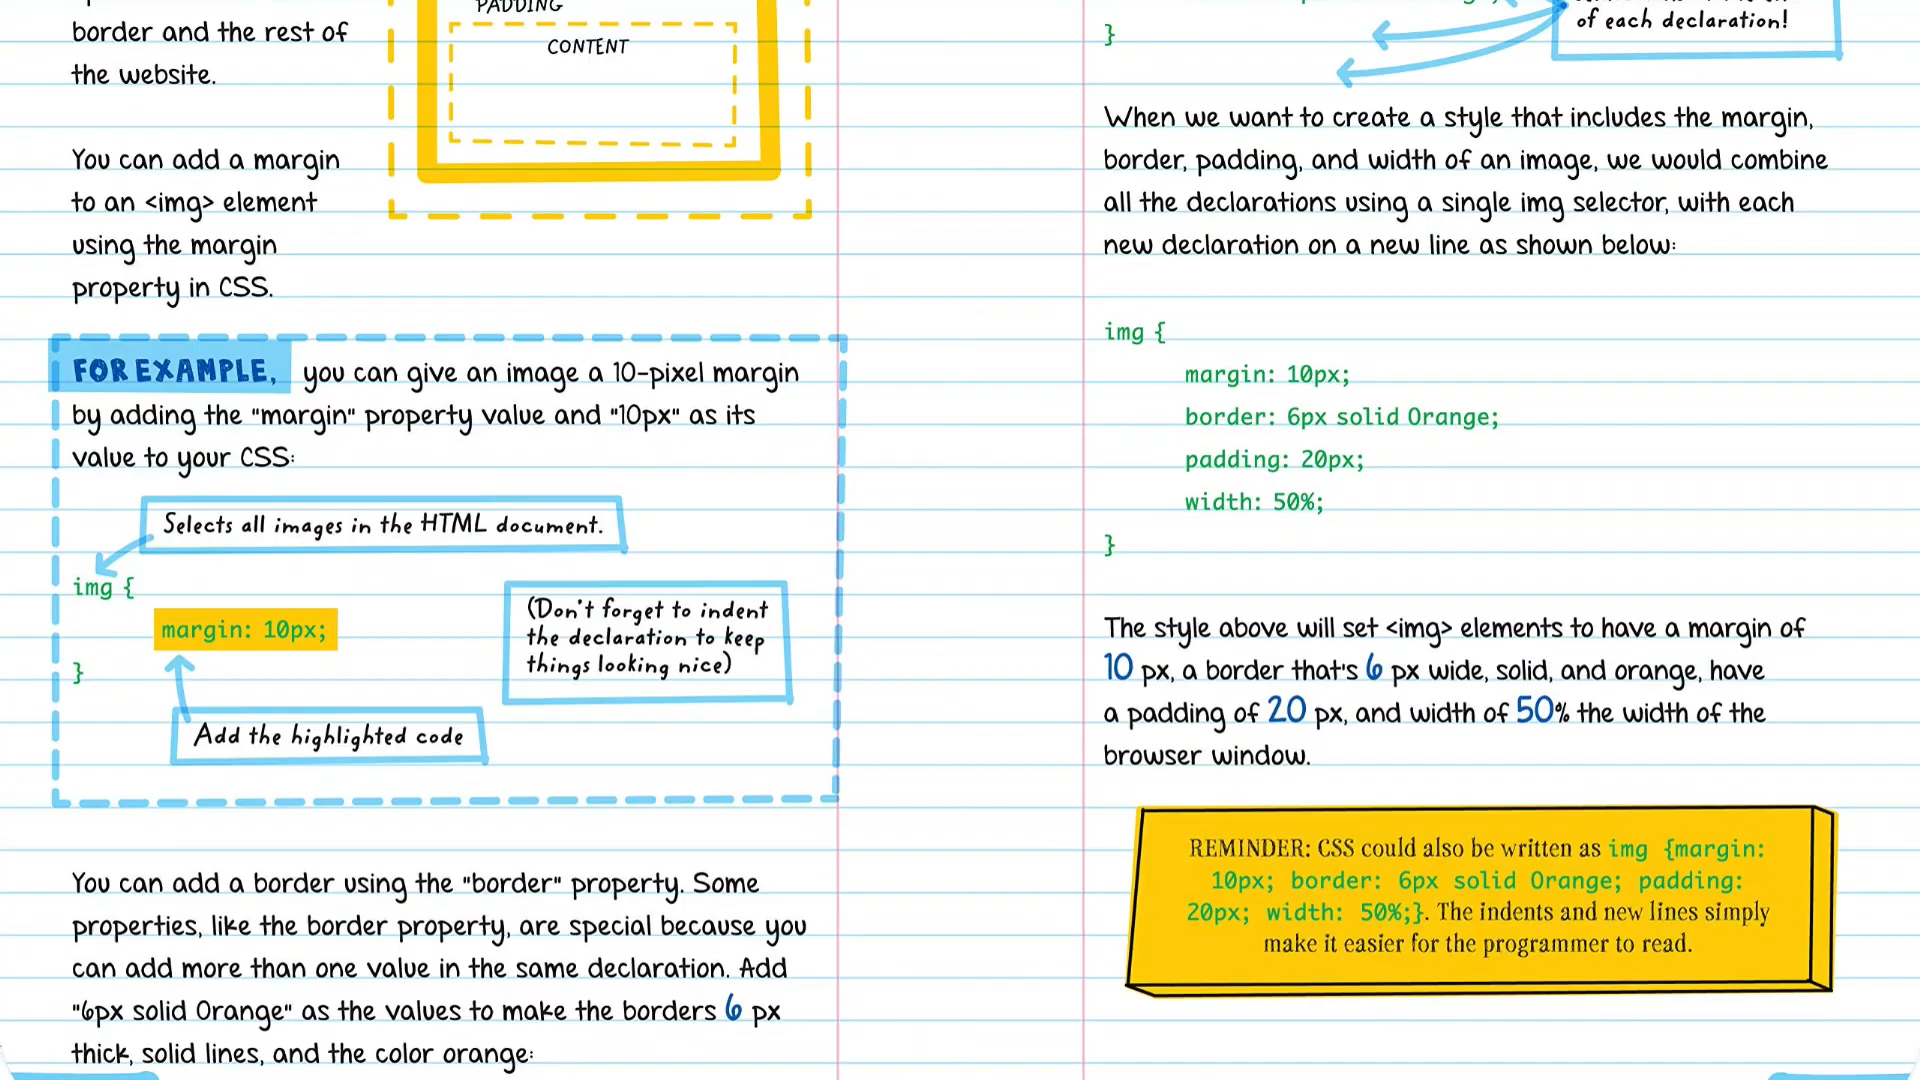 border and the rest of
the website.
You can add a margin
to an <img> element
using the margin
property in CSS.
PADDING
CONTENT
FOR EXAMPLE, you can give an image a 10-pixel margin
by adding the "margin" property value and "10px" as its
value to your CSS:
Selects all images in the HTML document.
img {
margin: 10px;
}
(Don't forget to indent
the declaration to keep
things looking nice)
Add the highlighted code
You can add a border using the "border" property. Some
properties, like the border property, are special because you
can add more than one value in the same declaration. Add
"6px solid Orange" as the values to make the borders 6 px
thick, solid lines, and the color orange:
}
of each declaration!
When we want to create a style that includes the margin,
border, padding, and width of an image, we would combine
all the declarations using a single img selector, with each
new declaration on a new line as shown below:
img {
margin: 10px;
border: 6px solid Orange;
padding: 20px;
width: 50%;
}
The style above will set <img> elements to have a margin of
10 px, a border that's 6 px wide, solid, and orange, have
a padding of 20 px, and width of 50% the width of the
browser window.
REMINDER: CSS could also be written as img {margin:
10px; border: 6px solid Orange; padding:
20px; width: 50%;}. The indents and new lines simply
make it easier for the programmer to read.